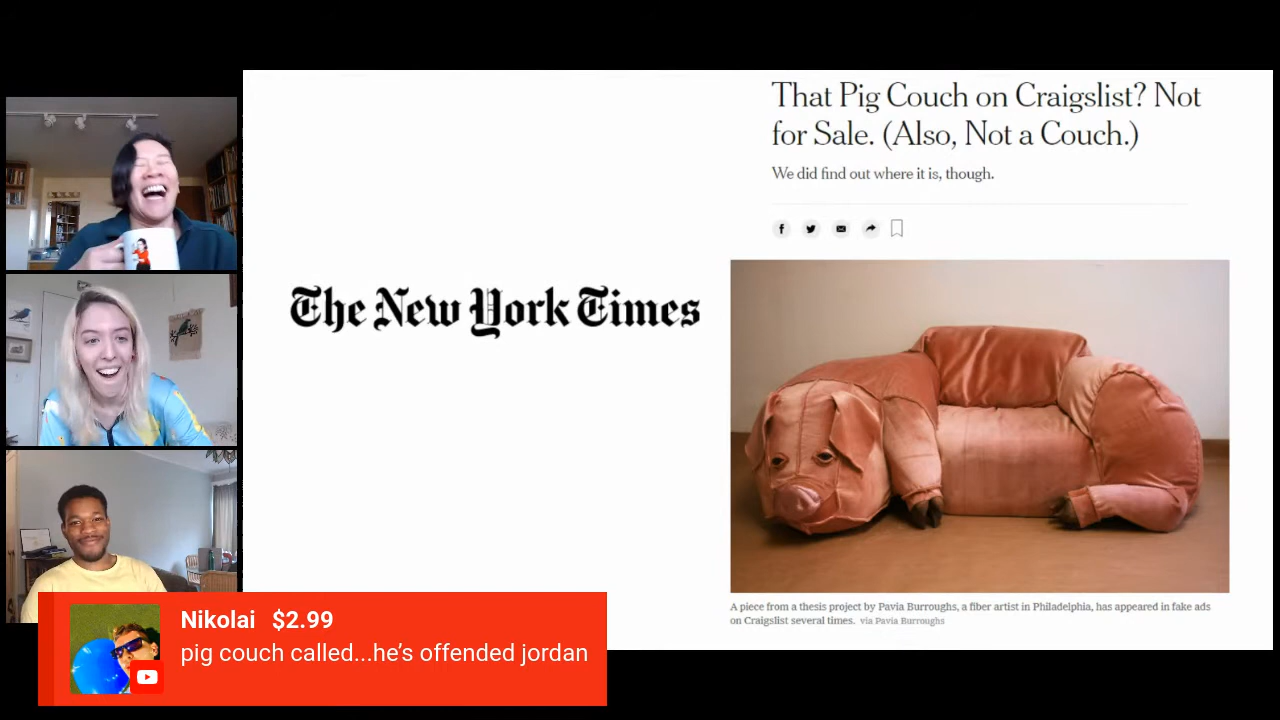 That Pig Couch on Craigslist? Not
for Sale. (Also, Not a Couch.)
We did find out where it is, though.
The New York Times
A piece from a thesis project by Pavia Burroughs, a fiber artist in Philadelphia, has appeared in fake ads
on Craigslist several times. via Pavia Burroughs
Nikolai $2.99
pig couch called...he’s offended jordan